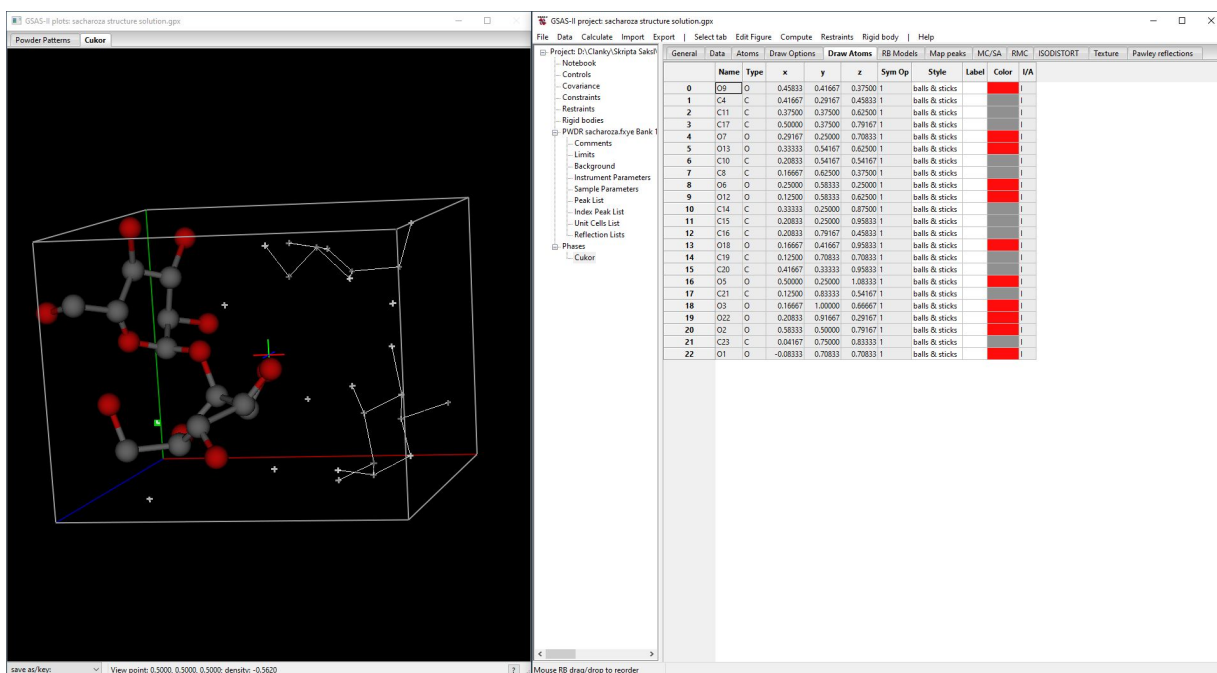 GSAS-II plots: sacharoza structure solution.gpx
Powder Patterns Cukor
save as/key:
View point: 0.5000, 0.5000, 0.5000; density: -0.5620
?
GSAS-II project: sacharoza structure solution.gpx
File Data Calculate Import Export | Select tab Edit Figure Compute Restraints Rigid body | Help
Project: D:\Clanky\Skripta Saksl\
Notebook
Controls
Covariance
Constraints
Restraints
Rigid bodies
PWDR sacharoza.fxye Bank 1
Comments
Limits
Background
Instrument Parameters
Sample Parameters
Peak List
Index Peak List
Unit Cells List
Reflection Lists
Phases
Cukor
General Data Atoms Draw Options Draw Atoms RB Models Map peaks MC/SA RMC ISODISTORT Texture Pawley reflections
Name Type x y z Sym Op Style Label Color I/A
0 O9 O 0.45833 0.41667 0.37500 1 balls & sticks I
1 C4 C 0.41667 0.29167 0.45833 1 balls & sticks I
2 C11 C 0.37500 0.37500 0.62500 1 balls & sticks I
3 C17 C 0.50000 0.37500 0.79167 1 balls & sticks I
4 O7 O 0.29167 0.25000 0.70833 1 balls & sticks I
5 O13 O 0.33333 0.54167 0.62500 1 balls & sticks I
6 C10 C 0.20833 0.54167 0.54167 1 balls & sticks I
7 C8 C 0.16667 0.62500 0.37500 1 balls & sticks I
8 O6 O 0.25000 0.58333 0.25000 1 balls & sticks I
9 O12 O 0.12500 0.58333 0.62500 1 balls & sticks I
10 C14 C 0.33333 0.25000 0.87500 1 balls & sticks I
11 C15 C 0.20833 0.25000 0.95833 1 balls & sticks I
12 C16 C 0.20833 0.79167 0.45833 1 balls & sticks I
13 O18 O 0.16667 0.41667 0.95833 1 balls & sticks I
14 C19 C 0.12500 0.70833 0.70833 1 balls & sticks I
15 C20 C 0.41667 0.33333 0.95833 1 balls & sticks I
16 O5 O 0.50000 0.25000 1.08333 1 balls & sticks I
17 C21 C 0.12500 0.83333 0.54167 1 balls & sticks I
18 O3 O 0.16667 1.00000 0.66667 1 balls & sticks I
19 O22 O 0.20833 0.91667 0.29167 1 balls & sticks I
20 O2 O 0.58333 0.50000 0.79167 1 balls & sticks I
21 C23 C 0.04167 0.75000 0.83333 1 balls & sticks I
22 O1 O -0.08333 0.70833 0.70833 1 balls & sticks I
Mouse RB drag/drop to reorder